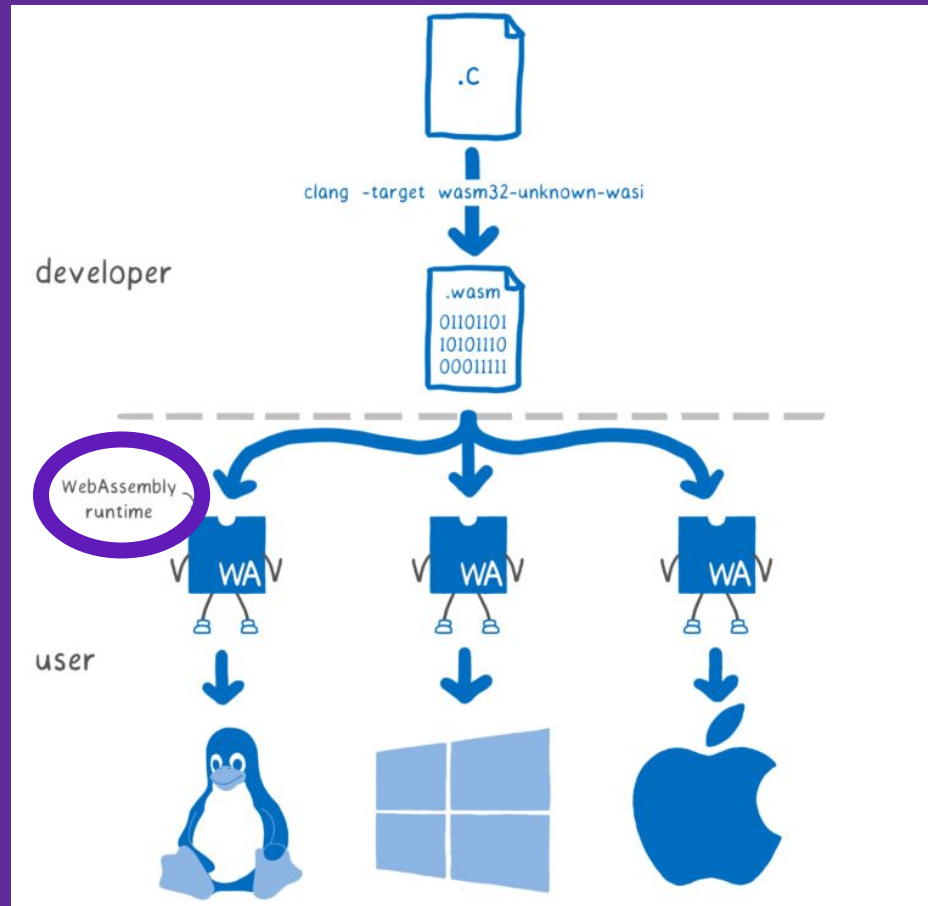 .C
clang -target wasm32-unknown-wasi
developer
.wasm
01101101
10101110
00011111
WebAssembly
runtime
WA
WA
WA
user